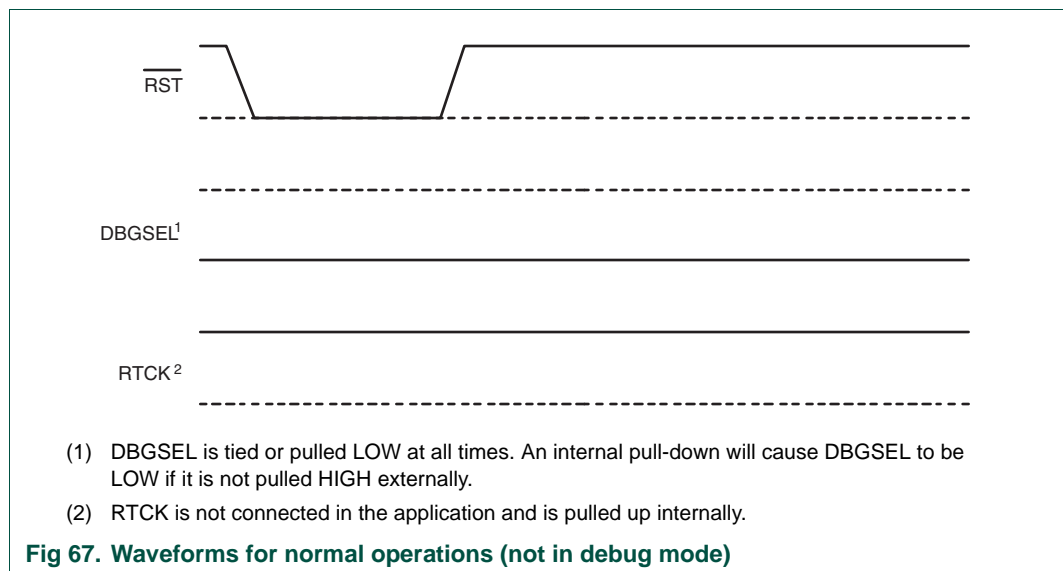 RST
DBGSEL1
RTCK 2
(1) DBGSEL is tied or pulled LOW at all times. An internal pull-down will cause DBGSEL to be
LOW if it is not pulled HIGH externally.
(2) RTCK is not connected in the application and is pulled up internally.
Fig 67. Waveforms for normal operations (not in debug mode)